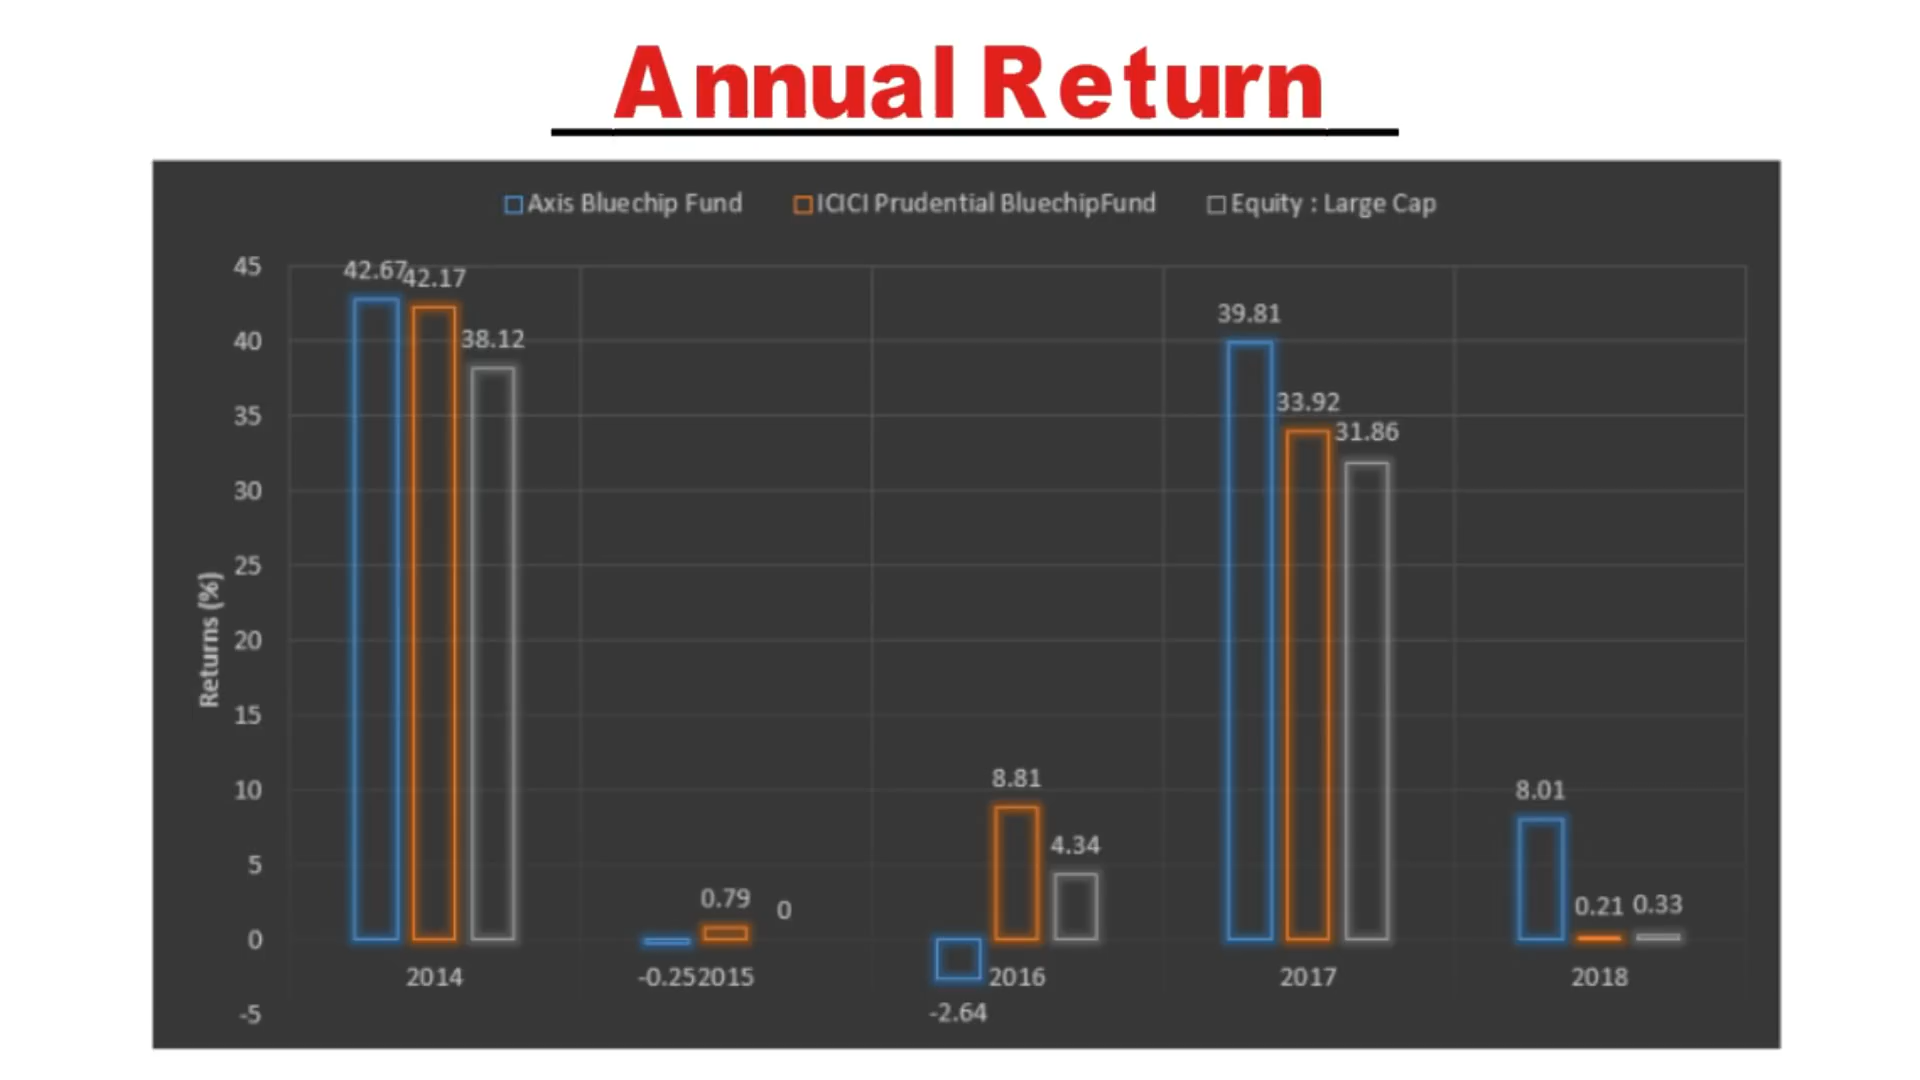 Annual Return
Axis Bluechip Fund ICICI Prudential BluechipFund Equity : Large Cap
Returns (%)
45
40
35
30
25
20
15
10
5
0
-5
42.67 42.17 38.12
-0.25 0.79 0
-2.64 8.81 4.34
39.81 33.92 31.86
8.01 0.21 0.33
2014 2015 2016 2017 2018